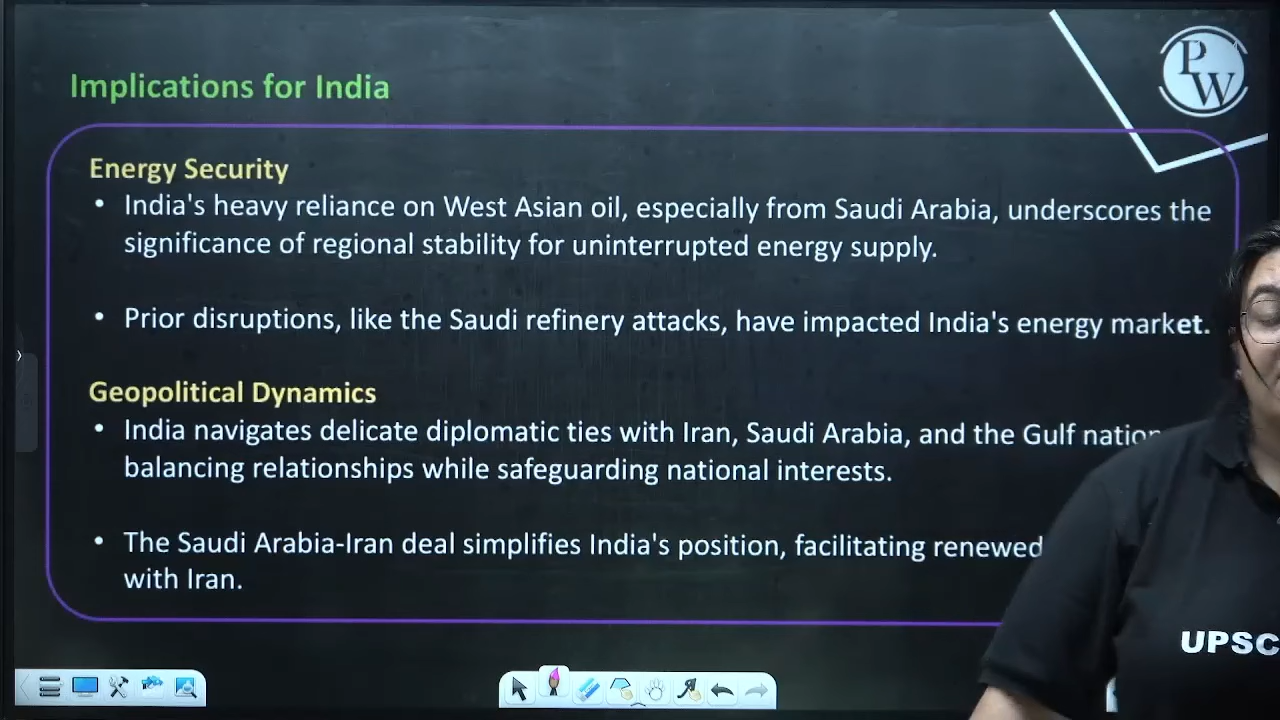 P
W
Implications for India
Energy Security
• India's heavy reliance on West Asian oil, especially from Saudi Arabia, underscores the
significance of regional stability for uninterrupted energy supply.
• Prior disruptions, like the Saudi refinery attacks, have impacted India's energy market.
Geopolitical Dynamics
• India navigates delicate diplomatic ties with Iran, Saudi Arabia, and the Gulf
balancing relationships while safeguarding national interests.
• The Saudi Arabia-Iran deal simplifies India's position, facilitating renewed
with Iran.
UPSC